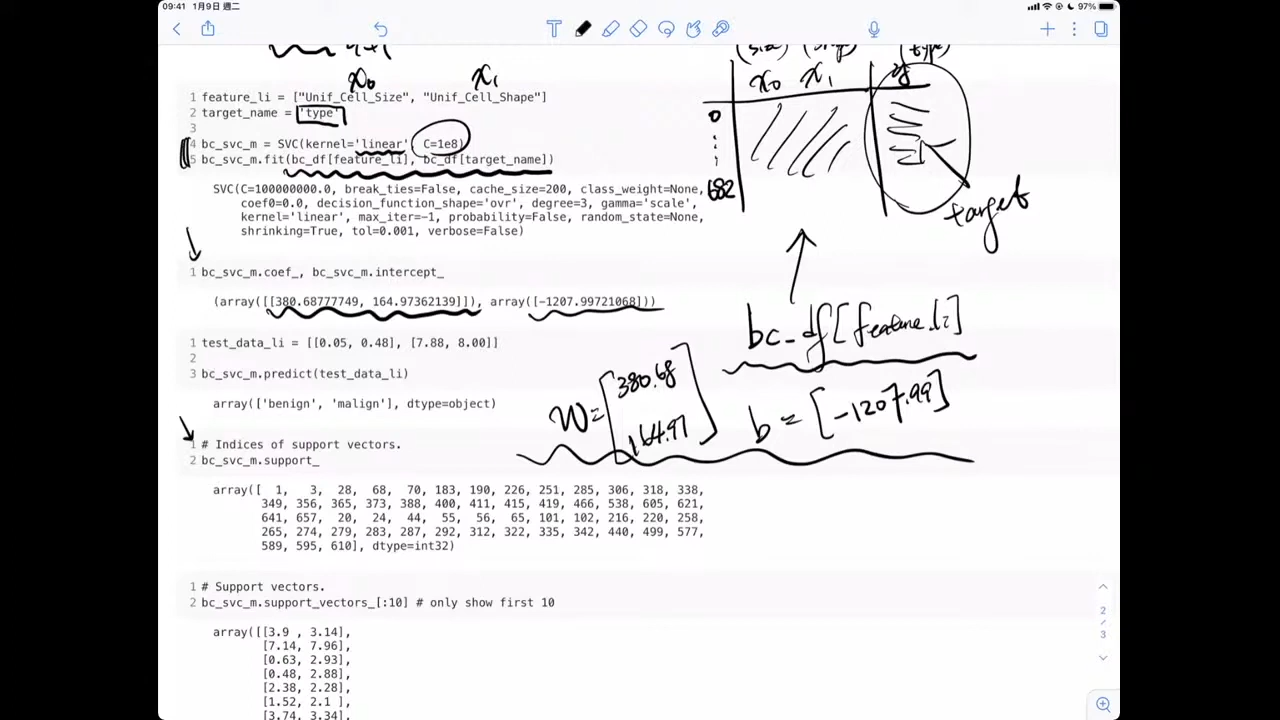 09:41 1月9日 週二
97%
(size)
x₀ x₁
feature_li = ["Unif_Cell_Size", "Unif_Cell_Shape"]
target_name = 'type'
bc_svc_m = SVC(kernel='linear', C=1e8)
bc_svc_m.fit(bc_df[feature_li], bc_df[target_name])
SVC(C=100000000.0, break_ties=False, cache_size=200, class_weight=None,
coef0=0.0, decision_function_shape='ovr', degree=3, gamma='scale',
kernel='linear', max_iter=-1, probability=False, random_state=None,
shrinking=True, tol=0.001, verbose=False)
1 bc_svc_m.coef_, bc_svc_m.intercept_
(array([[380.68777749, 164.97362139]]), array([-1207.99721068]))
1 test_data_li = [[0.05, 0.48], [7.88, 8.00]]
2
3 bc_svc_m.predict(test_data_li)
array(['benign', 'malign'], dtype=object)
1 # Indices of support vectors.
2 bc_svc_m.support_
array([ 1, 3, 28, 68, 70, 183, 190, 226, 251, 285, 306, 318, 338,
349, 356, 365, 373, 388, 400, 411, 415, 419, 466, 538, 605, 621,
641, 657, 20, 24, 44, 55, 56, 65, 101, 102, 216, 220, 258,
265, 274, 279, 283, 287, 292, 312, 322, 335, 342, 440, 499, 577,
589, 595, 610], dtype=int32)
1 # Support vectors.
2 bc_svc_m.support_vectors_[:10] # only show first 10
array([[3.9 , 3.14],
[7.14, 7.96],
[0.63, 2.93],
[0.48, 2.88],
[2.38, 2.28],
[1.52, 2.1 ],
[3.74, 3.34],
(type)
x₀ x₁ y
0
682
target
bc_df[feature_li]
W = [380.68
164.97]
b = [-1207.99]
2
/
3